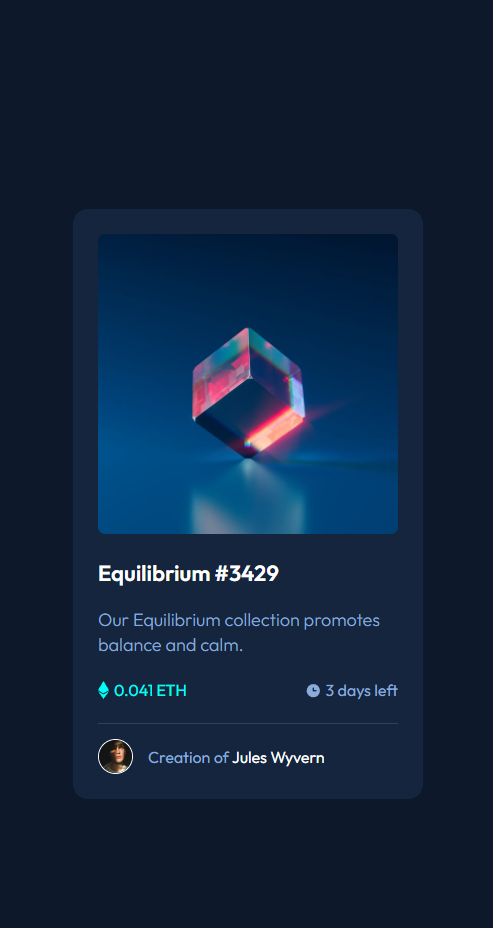 Equilibrium #3429
Our Equilibrium collection promotes
balance and calm.
0.041 ETH 3 days left
Creation of Jules Wyvern